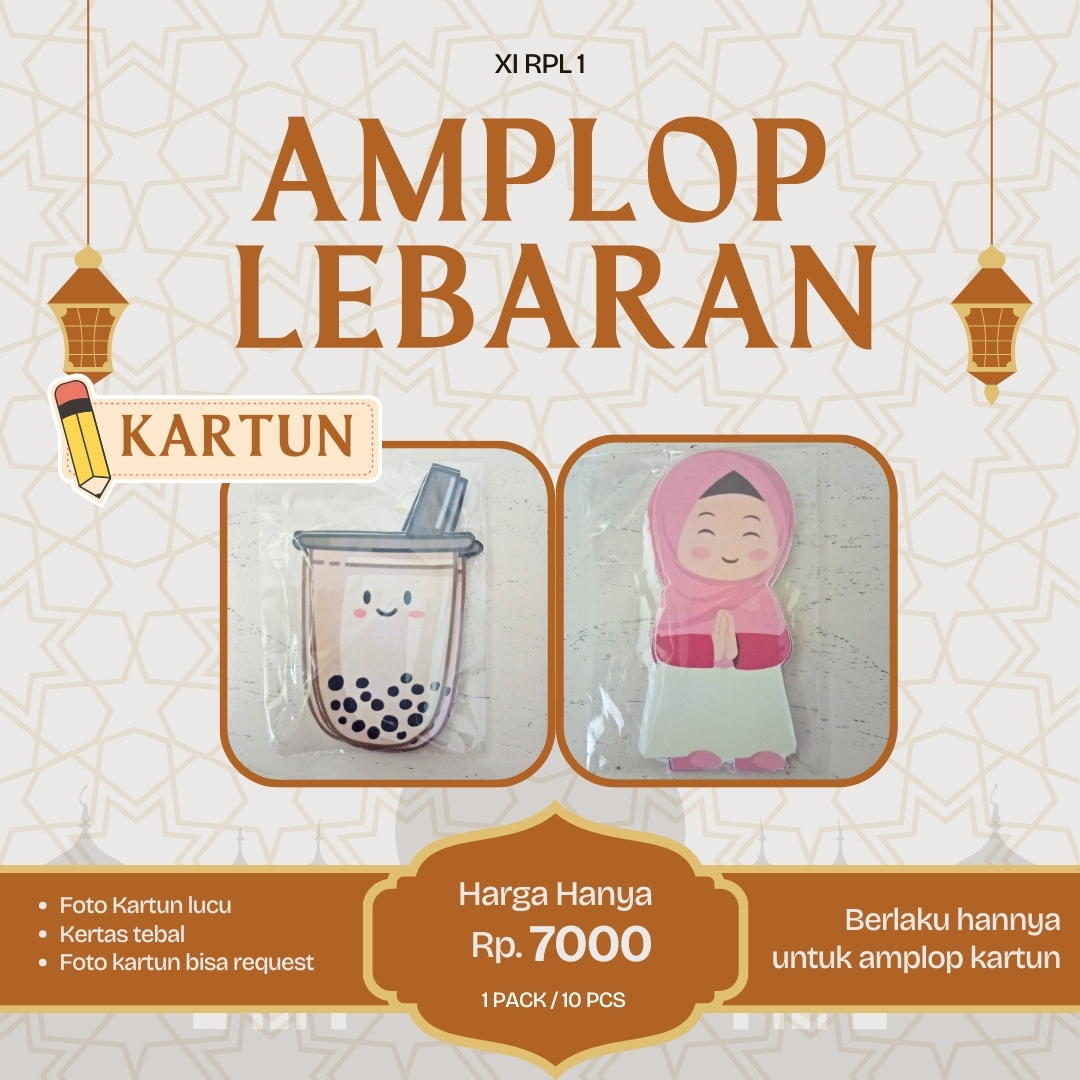 XI RPL 1
AMPLOP
LEBARAN
KARTUN
• Foto Kartun lucu
• Kertas tebal
• Foto kartun bisa request
Harga Hanya
Rp. 7000
1 PACK / 10 PCS
Berlaku hannya
untuk amplop kartun